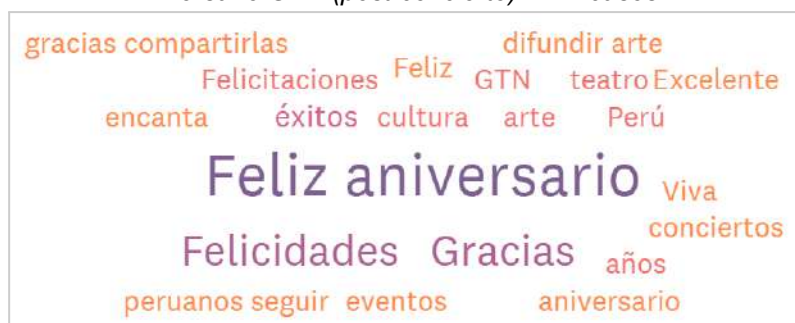 gracias compartirlas difundir arte
Felicitaciones Feliz GTN teatro Excelente
encanta éxitos cultura arte Perú
Feliz aniversario Viva
conciertos
Felicidades Gracias años
peruanos seguir eventos aniversario